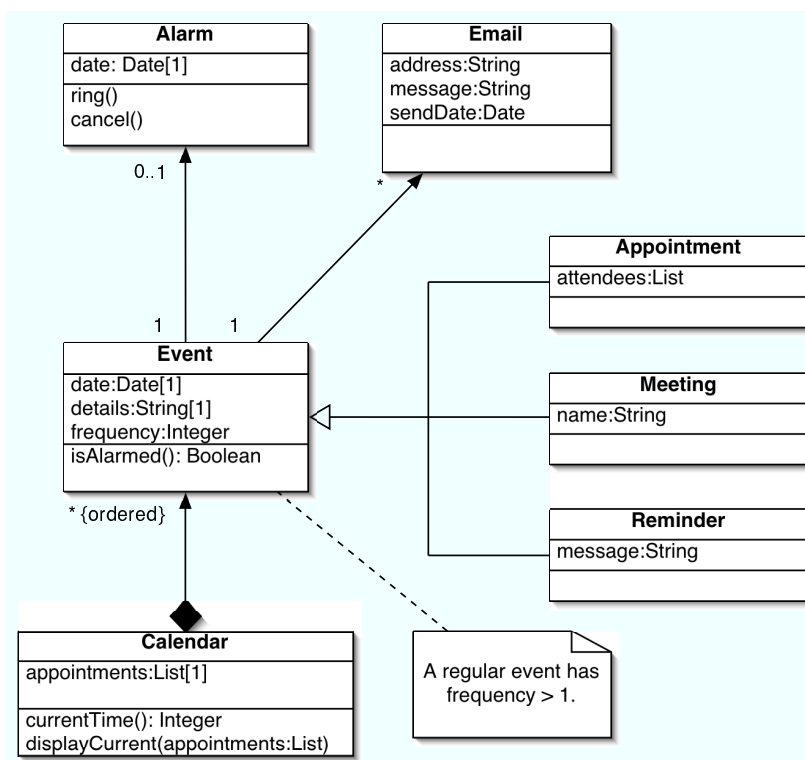 Alarm
date: Date[1]
ring()
cancel()
Email
address:String
message:String
sendDate:Date
0..1
*
Appointment
attendees:List
1
1
Event
date:Date[1]
details:String[1]
frequency:Integer
isAlarmed(): Boolean
Meeting
name:String
* {ordered}
Reminder
message:String
Calendar
appointments:List[1]
currentTime(): Integer
displayCurrent(appointments:List)
A regular event has
frequency > 1.